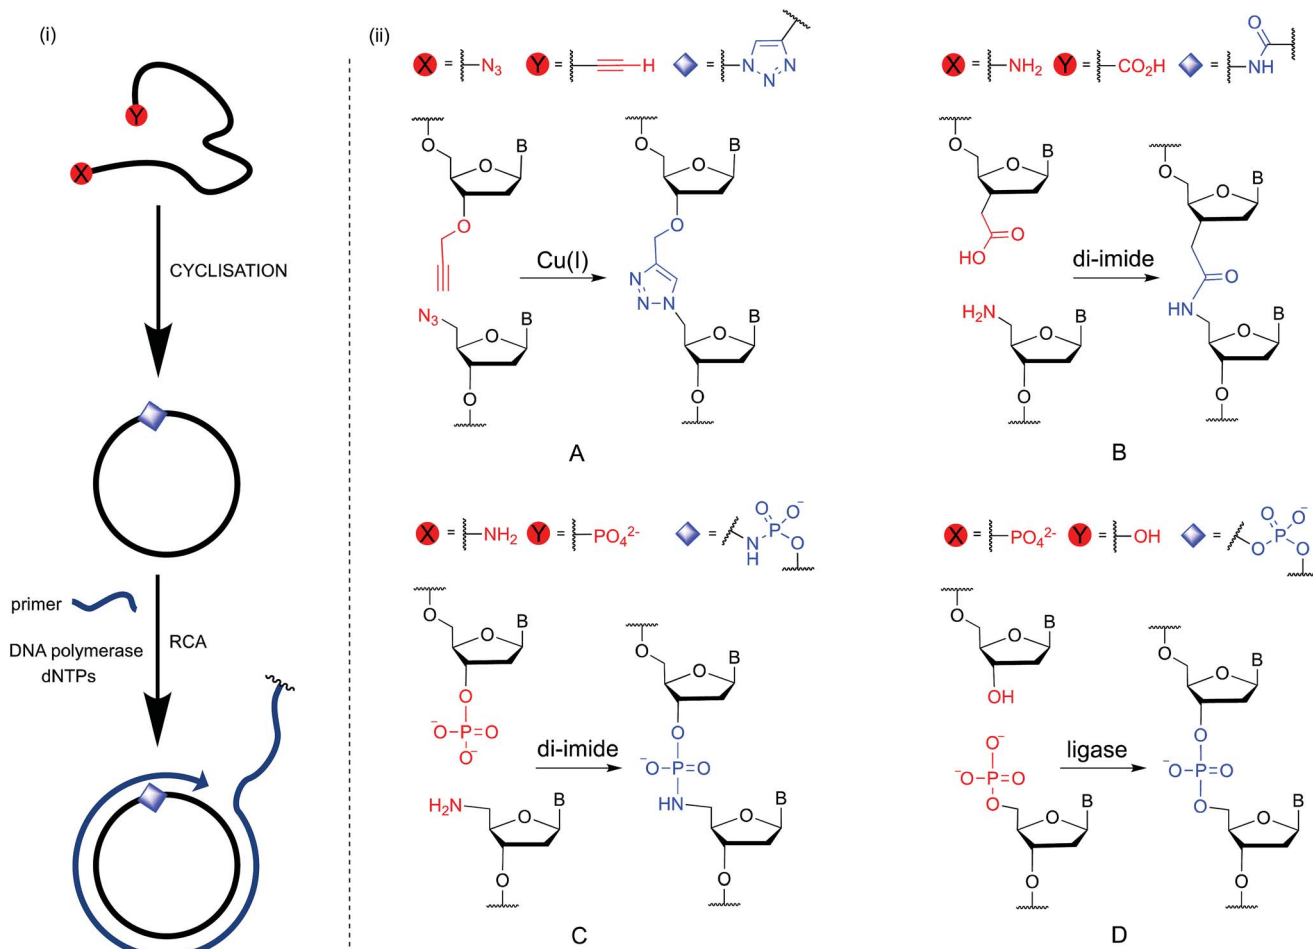 (i)
Y
X
CYCLISATION
primer
DNA polymerase
dNTPs
RCA
(ii)
X = N3 Y = H = N N N
O B
O
O
N3 O B
O
Cu(I)
O B
O
O
N
N N
O B
O
A
X = NH2 Y = CO2H = O NH
O B
O
O
HO
H2N O B
O
di-imide
O B
O
O
HN
O B
O
B
X = NH2 Y = PO4 2- = O O− P N H O
O B
O
O
−O P O
O−
H2N O B
O
di-imide
O B
O
O
−O P O
HN
O B
O
C
X = PO4 2- Y = OH = O O− P O O
O B
O
OH
O−
−O P O
O
O B
O
ligase
O B
O
O
−O P O
O
O B
O
D